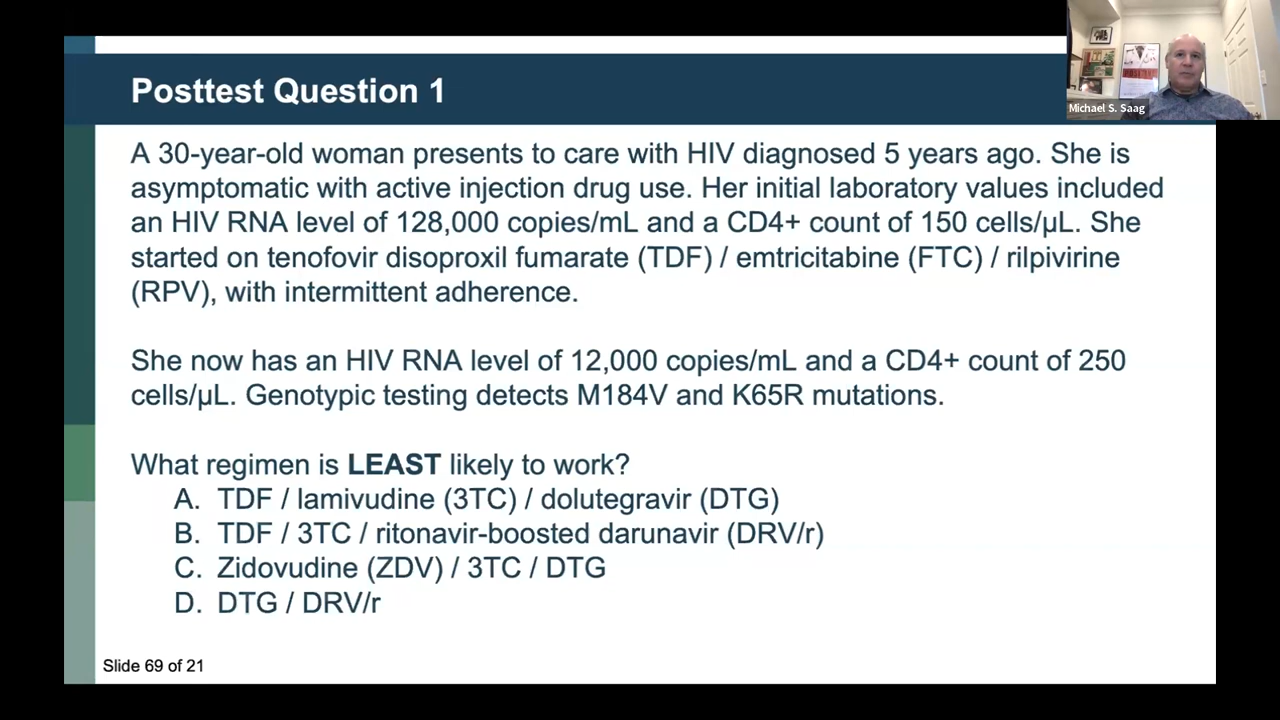 Posttest Question 1
Michael S. Saag
A 30-year-old woman presents to care with HIV diagnosed 5 years ago. She is
asymptomatic with active injection drug use. Her initial laboratory values included
an HIV RNA level of 128,000 copies/mL and a CD4+ count of 150 cells/µL. She
started on tenofovir disoproxil fumarate (TDF) / emtricitabine (FTC) / rilpivirine
(RPV), with intermittent adherence.
She now has an HIV RNA level of 12,000 copies/mL and a CD4+ count of 250
cells/µL. Genotypic testing detects M184V and K65R mutations.
What regimen is LEAST likely to work?
A. TDF / lamivudine (3TC) / dolutegravir (DTG)
B. TDF / 3TC / ritonavir-boosted darunavir (DRV/r)
C. Zidovudine (ZDV) / 3TC / DTG
D. DTG / DRV/r
Slide 69 of 21